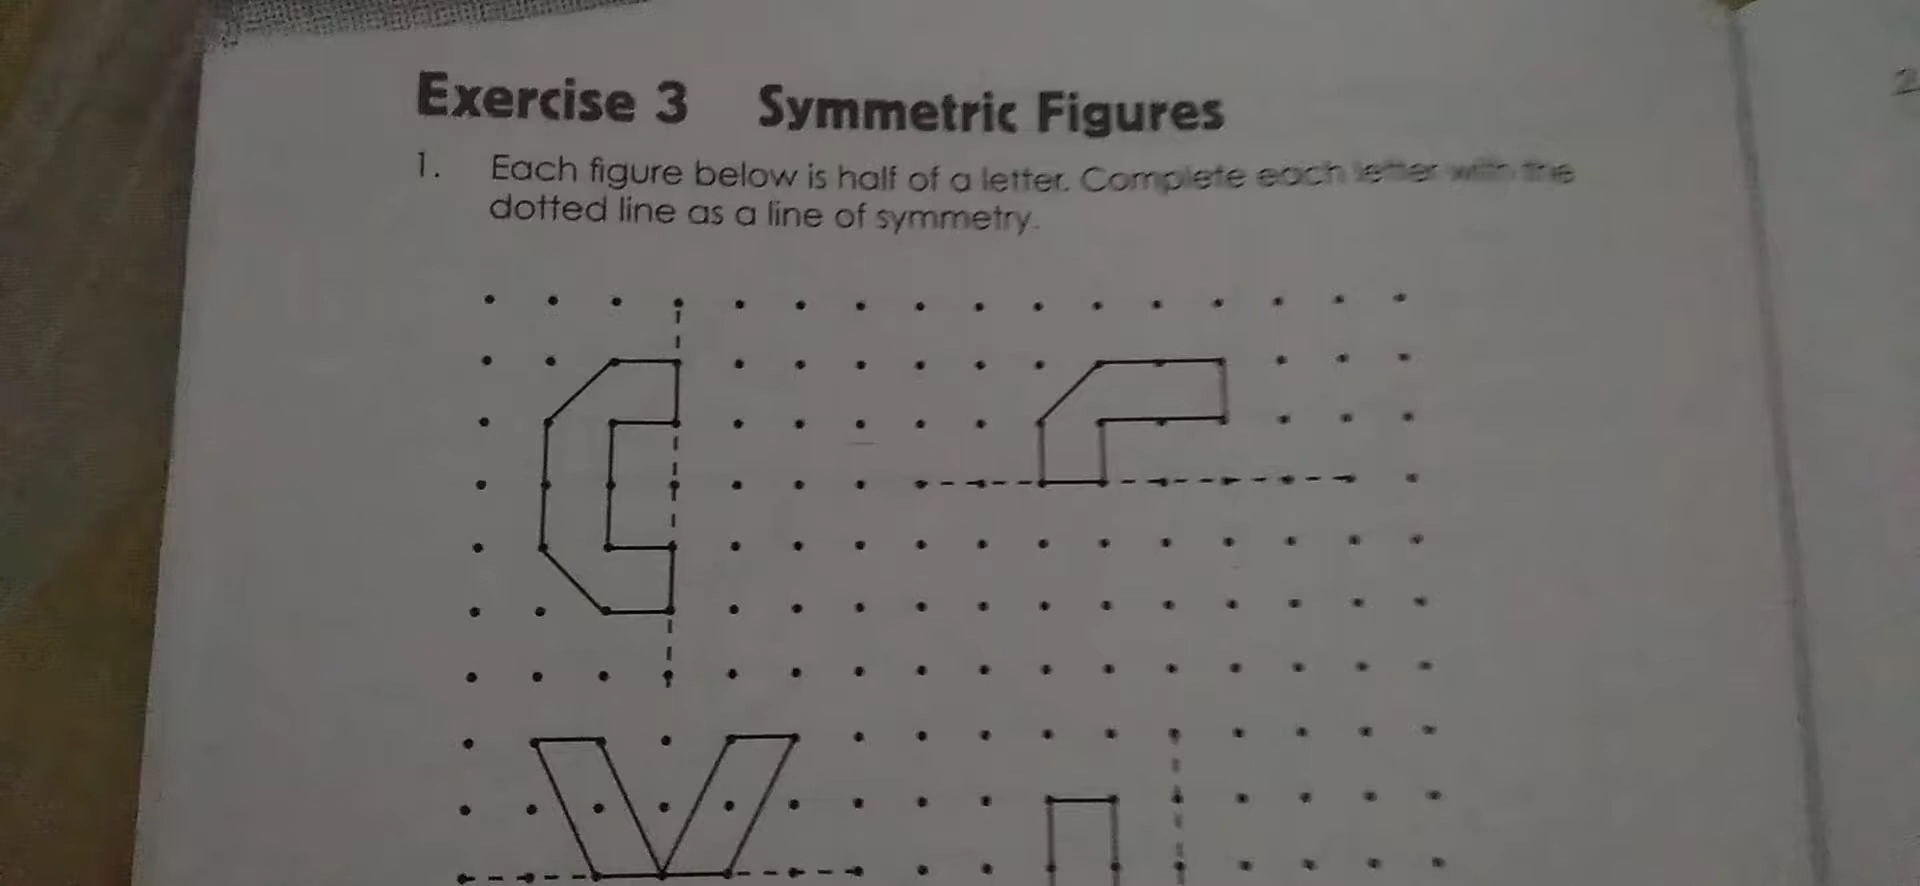 Exercise 3 Symmetric Figures
1. Each figure below is half of a letter. Complete each letter with the
dotted line as a line of symmetry.
2